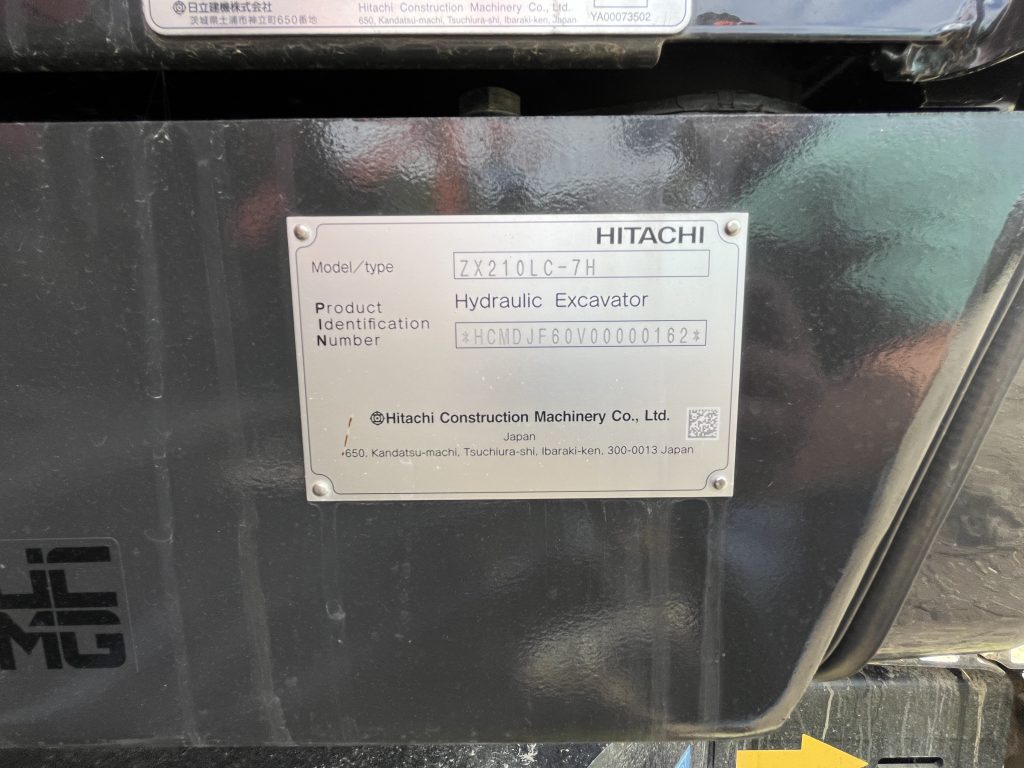 日立建機株式会社
茨城県土浦市神立町650番地
Hitachi Construction Machinery Co., Ltd.
650, Kandatsu-machi, Tsuchiura-shi, Ibaraki-ken, Japan
YA00073502
HITACHI
Model/type ZX210LC-7H
Hydraulic Excavator
Product
Identification
Number
*HCMDJF60V00000162*
Hitachi Construction Machinery Co., Ltd.
Japan
650, Kandatsu-machi, Tsuchiura-shi, Ibaraki-ken, 300-0013 Japan
JC
MG